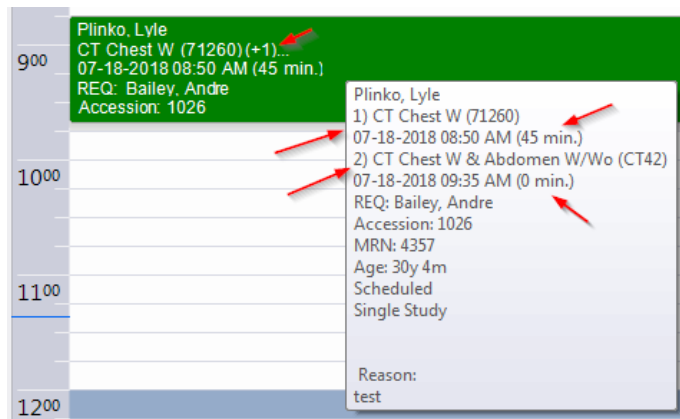 9⁰⁰
Plinko, Lyle
CT Chest W (71260) (+1)...
07-18-2018 08:50 AM (45 min.)
REQ: Bailey, Andre
Accession: 1026
Plinko, Lyle
1) CT Chest W (71260)
07-18-2018 08:50 AM (45 min.)
2) CT Chest W & Abdomen W/Wo (CT42)
07-18-2018 09:35 AM (0 min.)
REQ: Bailey, Andre
Accession: 1026
MRN: 4357
Age: 30y 4m
Scheduled
Single Study
Reason:
test
10⁰⁰
11⁰⁰
12⁰⁰